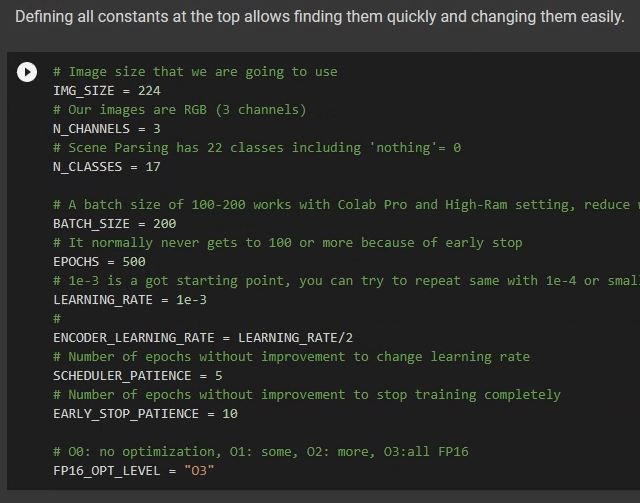 Defining all constants at the top allows finding them quickly and changing them easily.
# Image size that we are going to use
IMG_SIZE = 224
# Our images are RGB (3 channels)
N_CHANNELS = 3
# Scene Parsing has 22 classes including 'nothing'= 0
N_CLASSES = 17
# A batch size of 100-200 works with Colab Pro and High-Ram setting, reduce
BATCH_SIZE = 200
# It normally never gets to 100 or more because of early stop
EPOCHS = 500
# 1e-3 is a got starting point, you can try to repeat same with 1e-4 or
LEARNING_RATE = 1e-3
#
ENCODER_LEARNING_RATE = LEARNING_RATE/2
# Number of epochs without improvement to change learning rate
SCHEDULER_PATIENCE = 5
# Number of epochs without improvement to stop training completely
EARLY_STOP_PATIENCE = 10
# O0: no optimization, O1: some, O2: more, O3:all FP16
FP16_OPT_LEVEL = "O3"